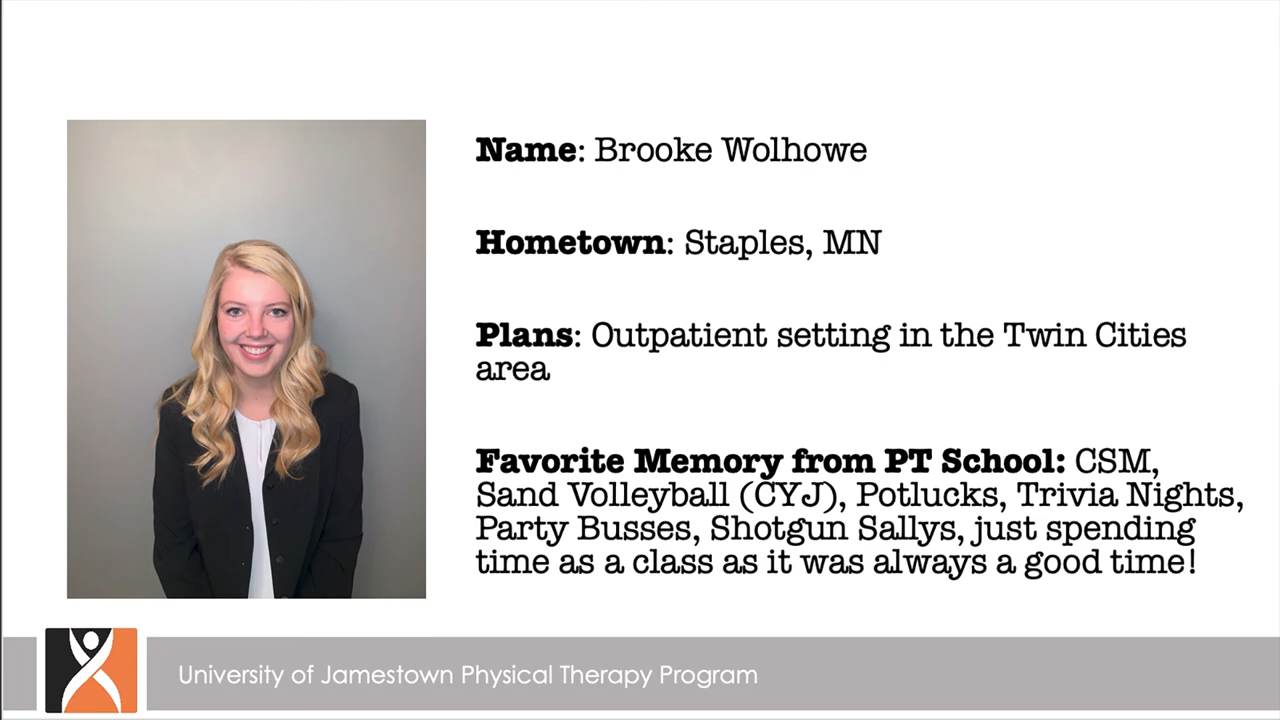 Name: Brooke Wolhowe
Hometown: Staples, MN
Plans: Outpatient setting in the Twin Cities
area
Favorite Memory from PT School: CSM,
Sand Volleyball (CYJ), Potlucks, Trivia Nights,
Party Busses, Shotgun Sallys, just spending
time as a class as it was always a good time!
University of Jamestown Physical Therapy Program